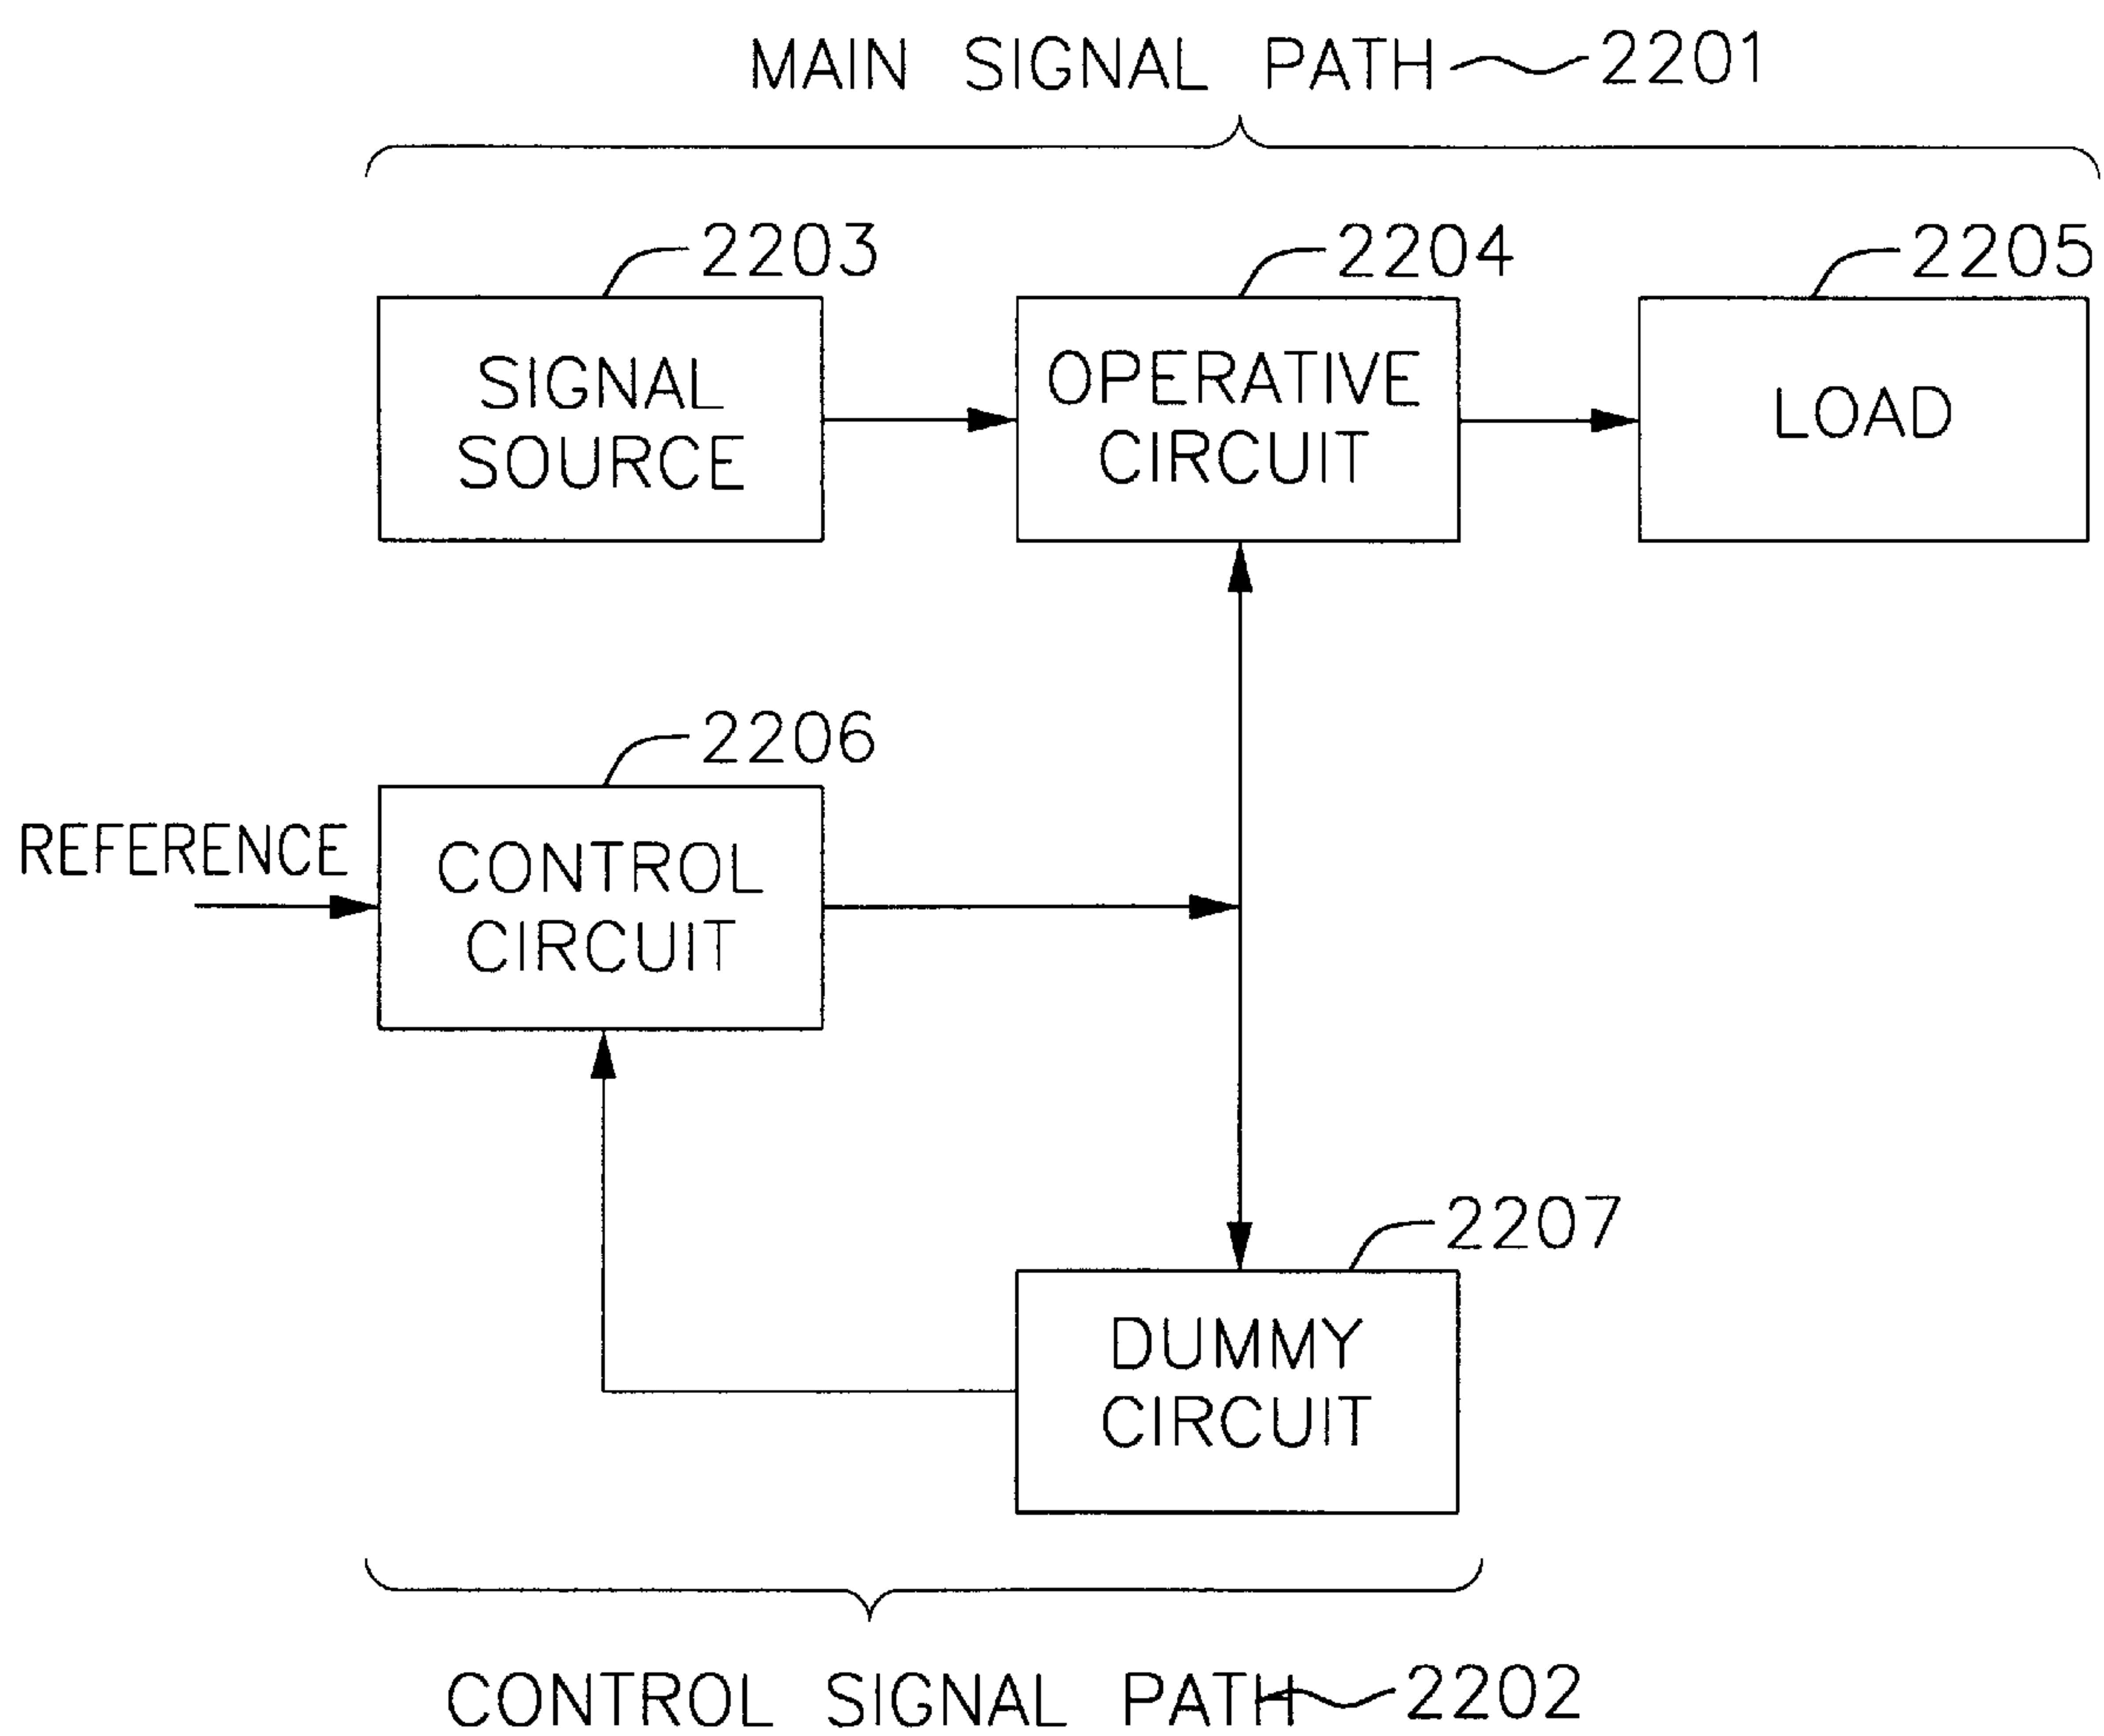 MAIN SIGNAL PATH 2201
2203
2204
2205
SIGNAL
SOURCE
OPERATIVE
CIRCUIT
LOAD
2206
REFERENCE
CONTROL
CIRCUIT
2207
DUMMY
CIRCUIT
CONTROL SIGNAL PATH 2202